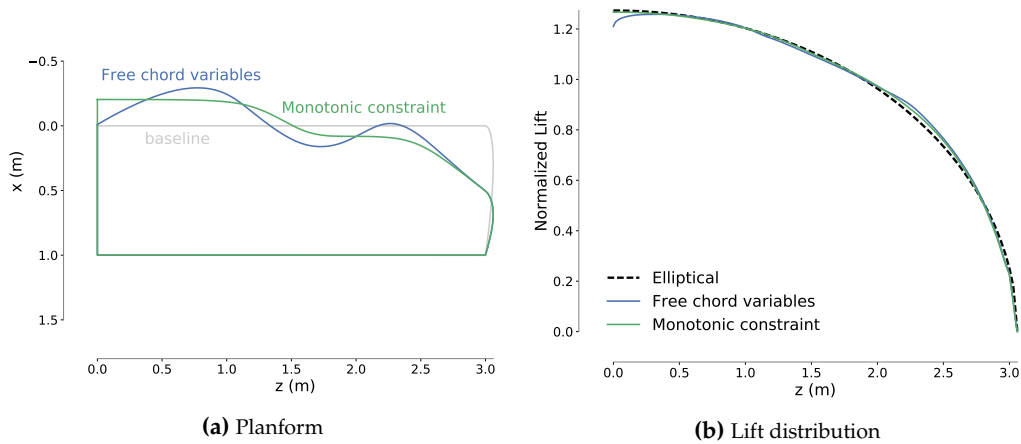 −0.5
0.0
0.5
1.0
1.5
x (m)
Free chord variables
Monotonic constraint
baseline
0.0 0.5 1.0 1.5 2.0 2.5 3.0
z (m)
(a) Planform
1.2
1.0
0.8
0.6
0.4
0.2
0.0
Normalized Lift
Elliptical
Free chord variables
Monotonic constraint
0.0 0.5 1.0 1.5 2.0 2.5 3.0
z (m)
(b) Lift distribution